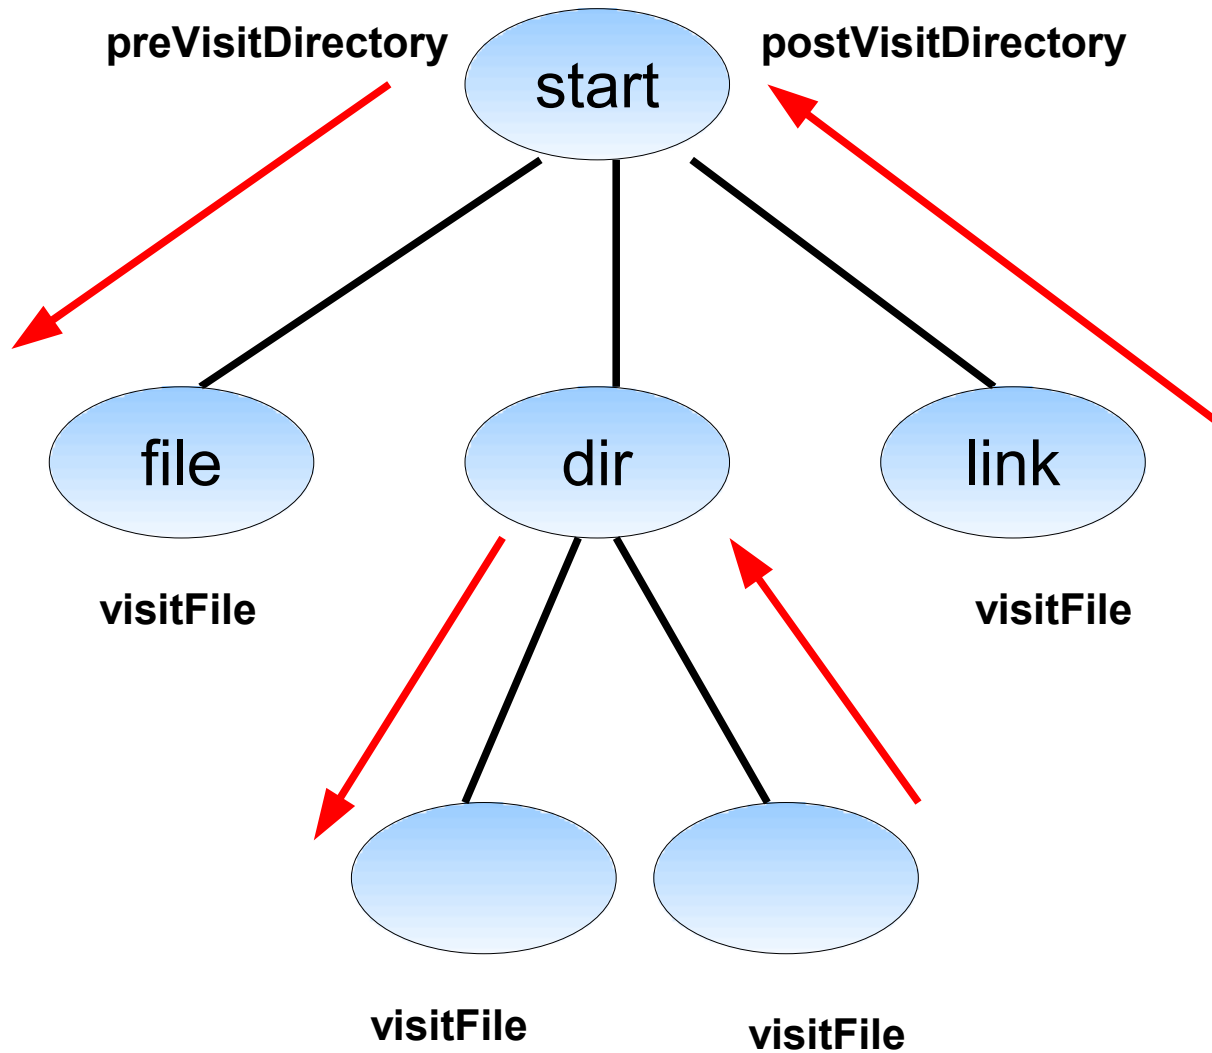 preVisitDirectory
start
postVisitDirectory
file
dir
link
visitFile
visitFile
visitFile
visitFile